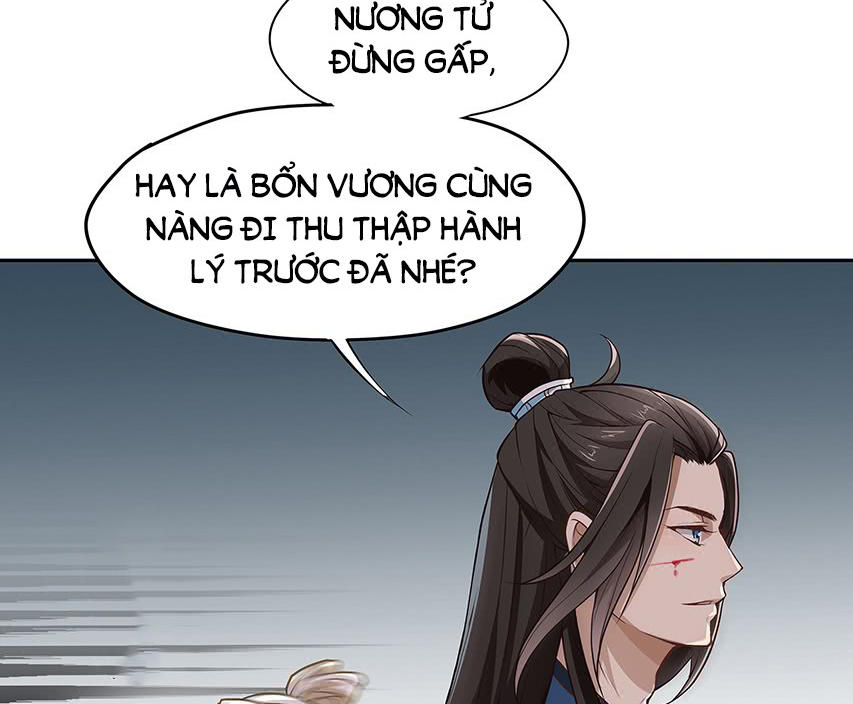 NƯƠNG TỬ
ĐỪNG GẤP,
HAY LÀ BỔN VƯƠNG CÙNG
NÀNG ĐI THU THẬP HÀNH
LÝ TRƯỚC ĐÃ NHÉ?